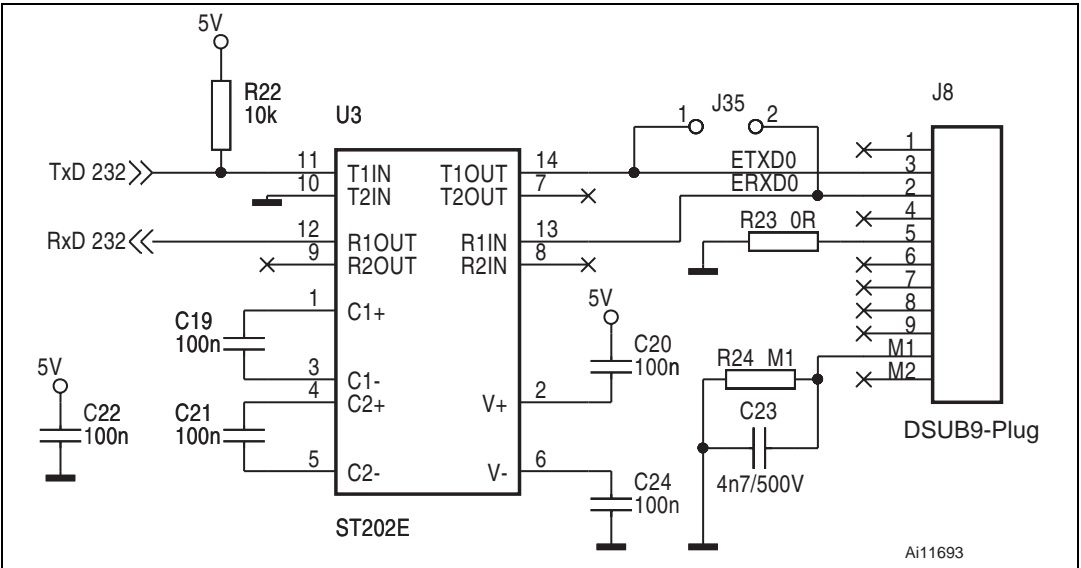 5V
R22
10k
U3
J35
1
2
J8
TxD 232
11
T1IN
T1OUT
14
ETXD0
1
3
10
T2IN
T2OUT
7
ERXD0
2
R23 0R
4
RxD 232
12
R1OUT
R1IN
13
5
9
R2OUT
R2IN
8
6
7
8
9
1
C1+
5V
C19
100n
C20
100n
M1
R24 M1
M2
3
C1-
5V
4
C2+
V+
2
C22
100n
C21
100n
C23
DSUB9-Plug
5
C2-
V-
6
C24
100n
4n7/500V
ST202E
Ai11693